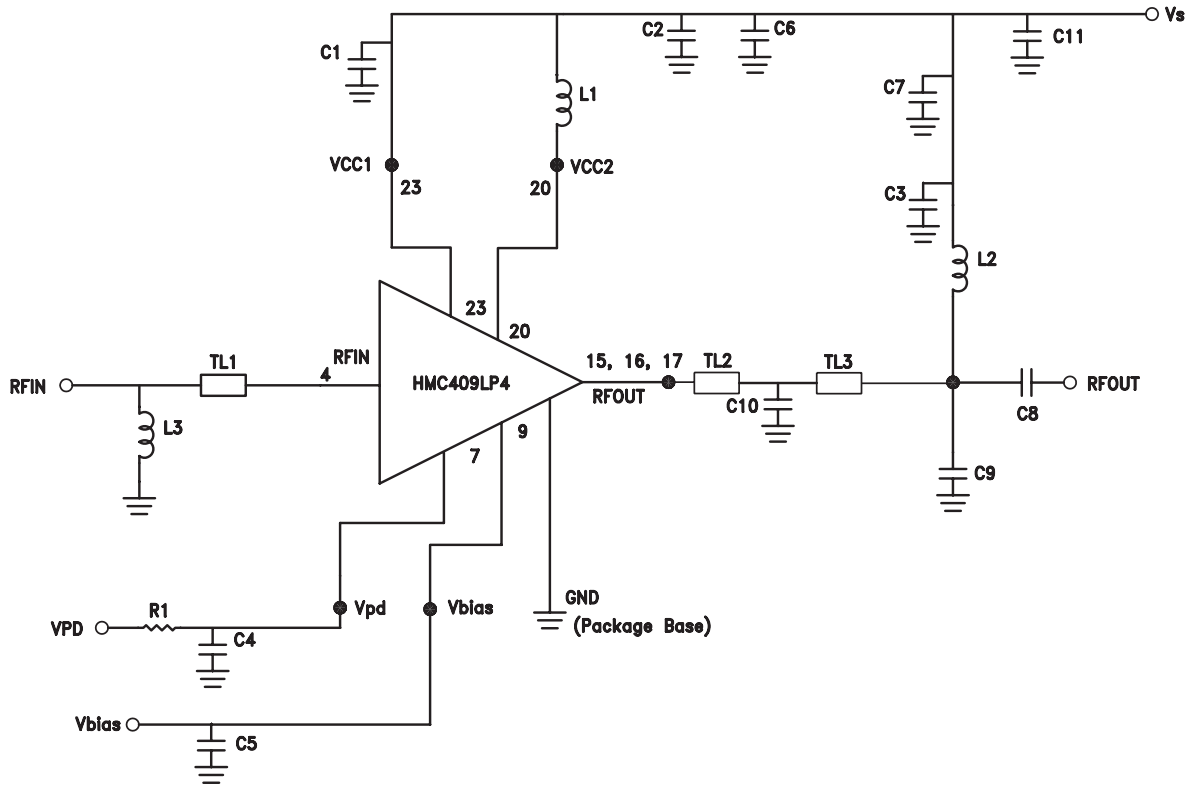 Vs
C1
C2
C6
C11
L1
C7
VCC1
VCC2
23
20
C3
L2
23
20
RFIN
TL1
RFIN
4
HMC409LP4
15, 16, 17
RFOUT
TL2
TL3
RFOUT
C10
C8
L3
9
7
C9
R1
Vpd
Vbias
GND
(Package Base)
VPD
C4
Vbias
C5